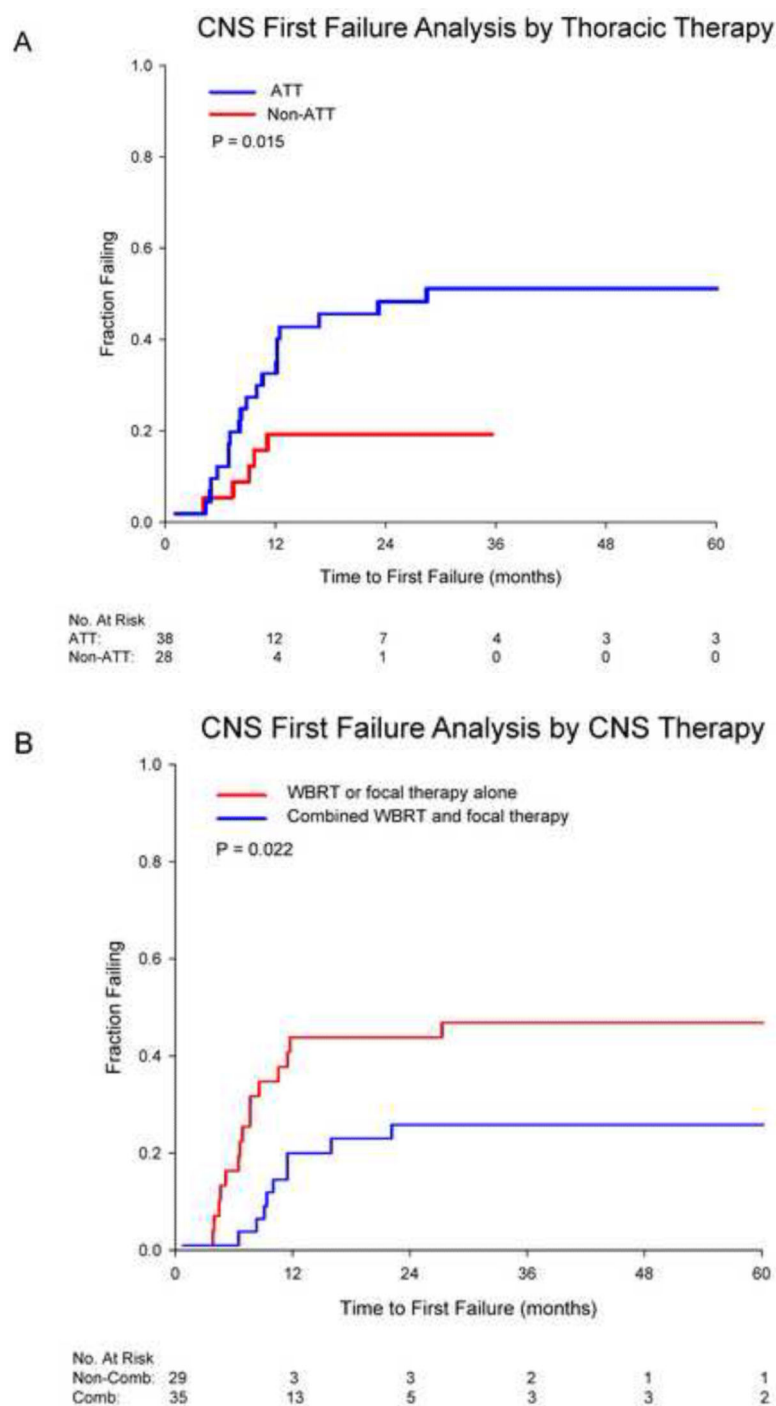 A
CNS First Failure Analysis by Thoracic Therapy
1.0
ATT
Non-ATT
P = 0.015
0.8
0.6
0.4
0.2
0.0
Fraction Failing
0 12 24 36 48 60
Time to First Failure (months)
No. At Risk
ATT: 38 12 7 4 3 3
Non-ATT: 28 4 1 0 0 0
B
CNS First Failure Analysis by CNS Therapy
1.0
WBRT or focal therapy alone
Combined WBRT and focal therapy
P = 0.022
0.8
0.6
0.4
0.2
0.0
Fraction Failing
0 12 24 36 48 60
Time to First Failure (months)
No. At Risk
Non-Comb: 29 3 3 2 1 1
Comb: 35 13 5 3 3 2